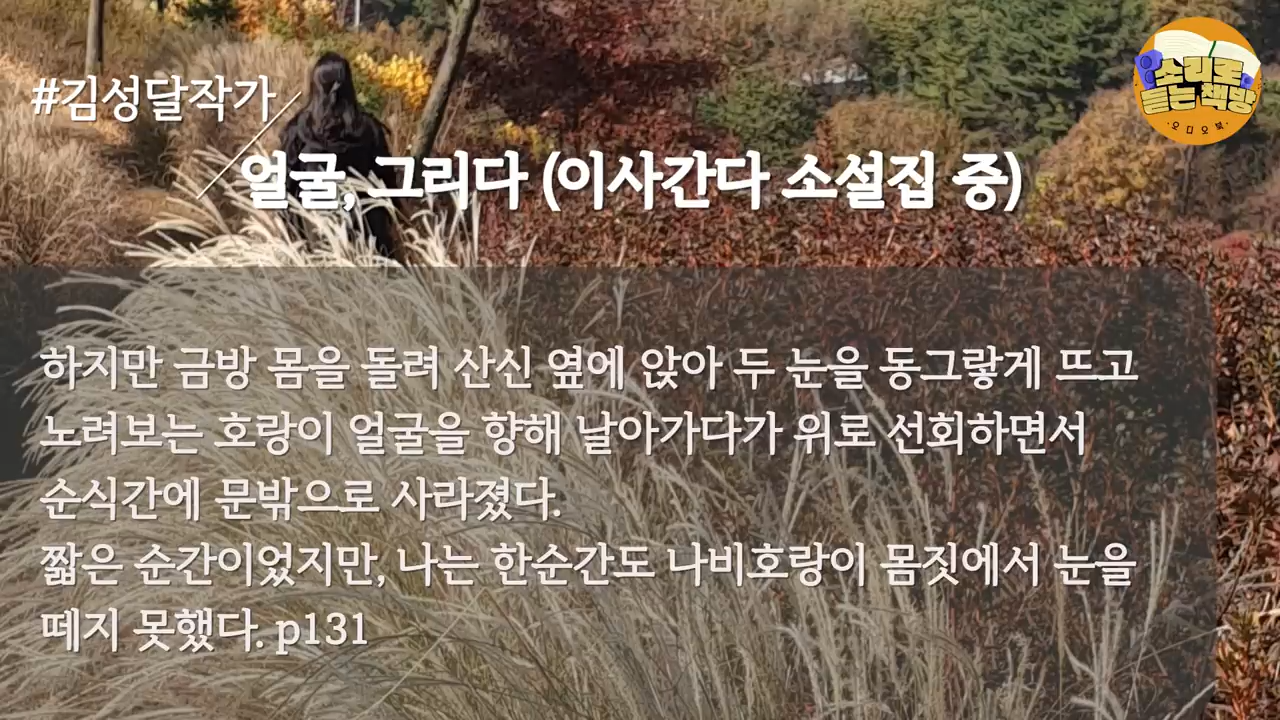 #김성달작가
소리로
듣는책방
·오디오북·
얼굴, 그리다 (이사간다 소설집 중)
하지만 금방 몸을 돌려 산신 옆에 앉아 두 눈을 동그랗게 뜨고
노려보는 호랑이 얼굴을 향해 날아가다가 위로 선회하면서
순식간에 문밖으로 사라졌다.
짧은 순간이었지만, 나는 한순간도 나비호랑이 몸짓에서 눈을
떼지 못했다. p131